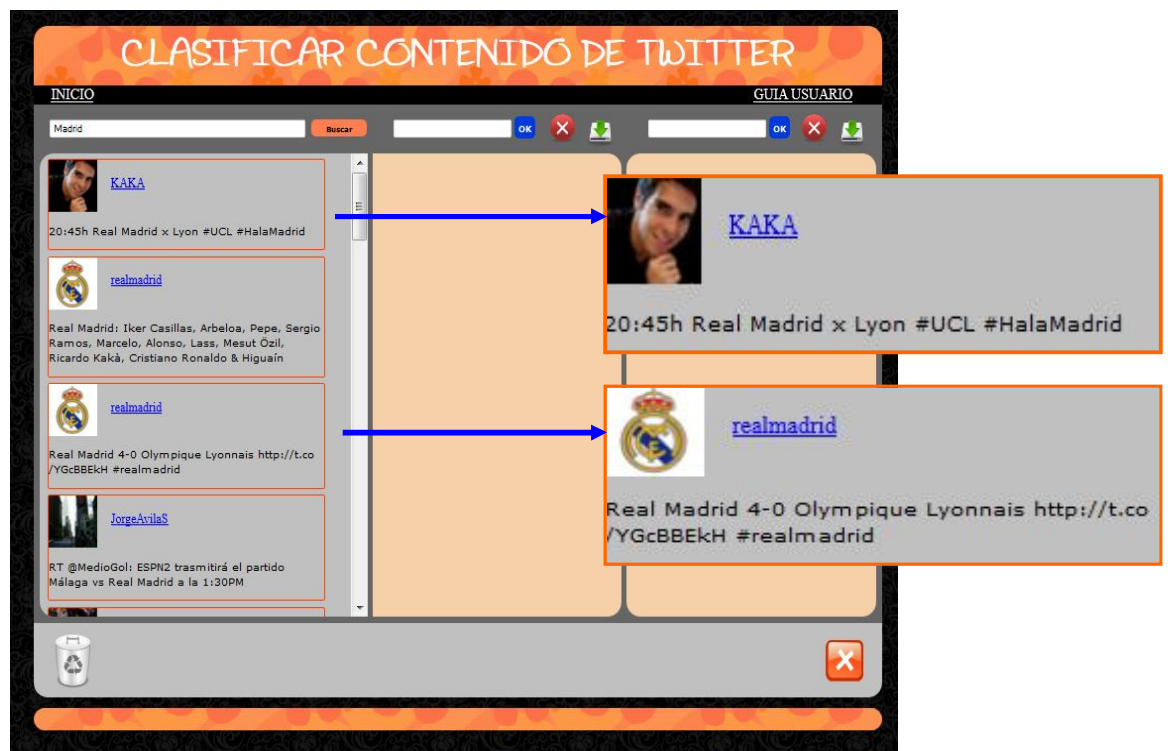 CLASIFICAR CONTENIDO DE TWITTER
INICIO
GUIA USUARIO
Madrid
Buscar
OK
OK
KAKA
20:45h Real Madrid x Lyon #UCL #HalaMadrid
realmadrid
Real Madrid: Iker Casillas, Arbeloa, Pepe, Sergio
Ramos, Marcelo, Alonso, Lass, Mesut Özil,
Ricardo Kakà, Cristiano Ronaldo & Higuaín
realmadrid
Real Madrid 4-0 Olympique Lyonnais http://t.co
/YGcBBEkH #realmadrid
JorgeAvilaS
RT @MedioGol: ESPN2 trasmitirá el partido
Málaga vs Real Madrid a la 1:30PM
KAKA
20:45h Real Madrid x Lyon #UCL #HalaMadrid
realmadrid
Real Madrid 4-0 Olympique Lyonnais http://t.co
/YGcBBEkH #realmadrid